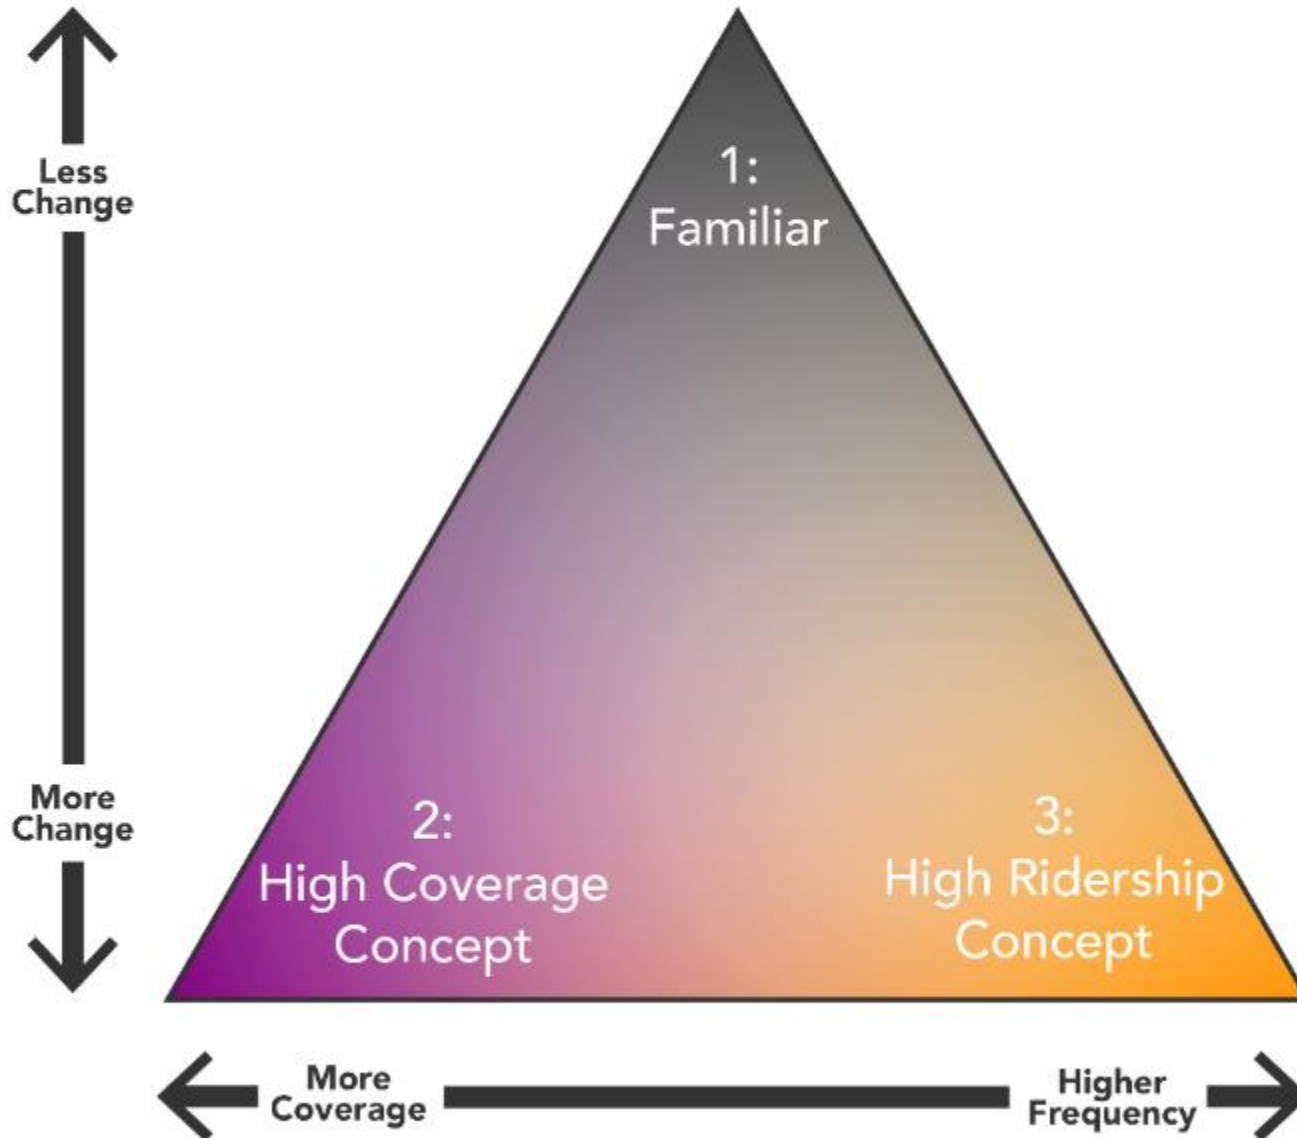 Less
Change
1:
Familiar
More
Change
2:
High Coverage
Concept
3:
High Ridership
Concept
More
Coverage
Higher
Frequency